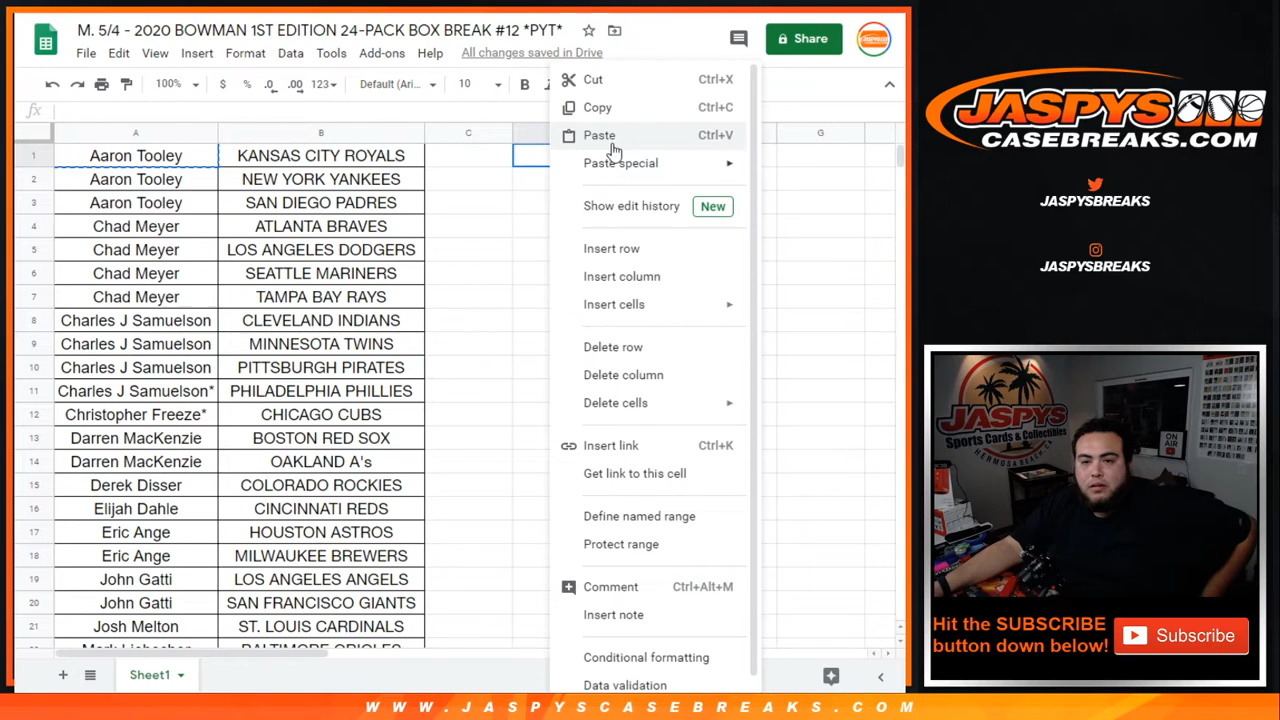 M. 5/4 - 2020 BOWMAN 1ST EDITION 24-PACK BOX BREAK #12 *PYT*
File Edit View Insert Format Data Tools Add-ons Help All changes saved in Drive
Share
100% $ % .0 .00 123 Default (Ari... 10 B I
fx
A B C G
1 Aaron Tooley KANSAS CITY ROYALS
2 Aaron Tooley NEW YORK YANKEES
3 Aaron Tooley SAN DIEGO PADRES
4 Chad Meyer ATLANTA BRAVES
5 Chad Meyer LOS ANGELES DODGERS
6 Chad Meyer SEATTLE MARINERS
7 Chad Meyer TAMPA BAY RAYS
8 Charles J Samuelson CLEVELAND INDIANS
9 Charles J Samuelson MINNESOTA TWINS
10 Charles J Samuelson PITTSBURGH PIRATES
11 Charles J Samuelson* PHILADELPHIA PHILLIES
12 Christopher Freeze* CHICAGO CUBS
13 Darren MacKenzie BOSTON RED SOX
14 Darren MacKenzie OAKLAND A's
15 Derek Disser COLORADO ROCKIES
16 Elijah Dahle CINCINNATI REDS
17 Eric Ange HOUSTON ASTROS
18 Eric Ange MILWAUKEE BREWERS
19 John Gatti LOS ANGELES ANGELS
20 John Gatti SAN FRANCISCO GIANTS
21 Josh Melton ST. LOUIS CARDINALS
Sheet1
Cut Ctrl+X
Copy Ctrl+C
Paste Ctrl+V
Paste special
Show edit history New
Insert row
Insert column
Insert cells
Delete row
Delete column
Delete cells
Insert link Ctrl+K
Get link to this cell
Define named range
Protect range
Comment Ctrl+Alt+M
Insert note
Conditional formatting
Data validation
JASPYS
CASEBREAKS.COM
JASPYSBREAKS
JASPYSBREAKS
JASPYS
Sports Cards & Collectibles
HERMOSA BEACH, CA
ON AIR
Hit the SUBSCRIBE
button down below!
Subscribe
WWW.JASPYSCASEBREAKS.COM